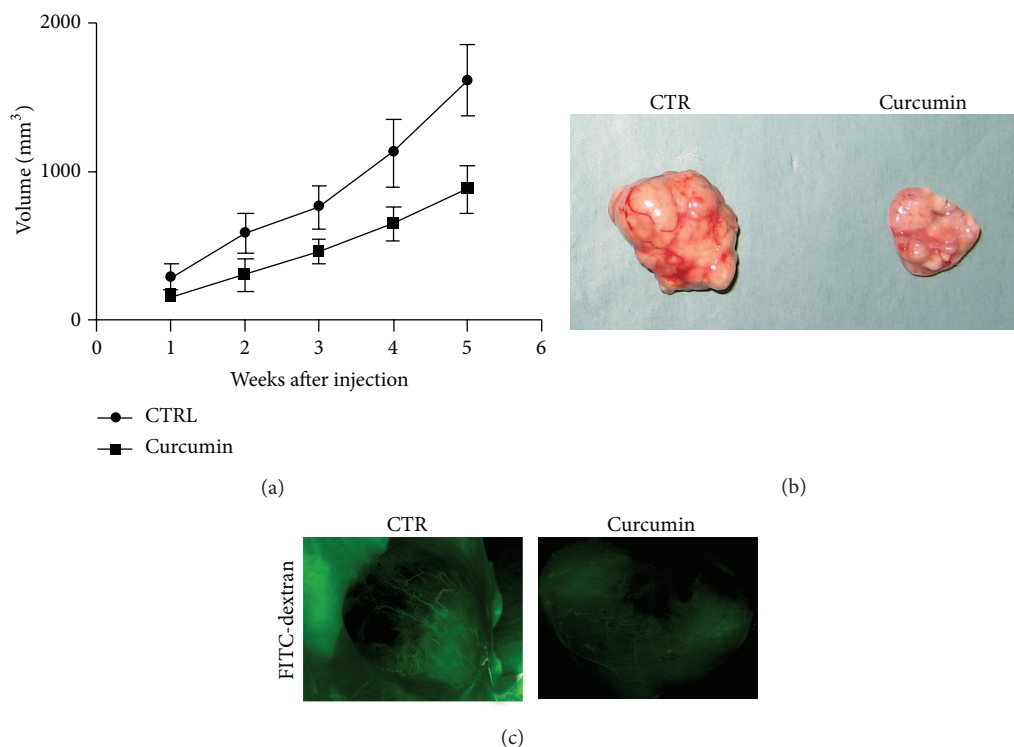 2000
1000
0
Volume (mm³)
0 1 2 3 4 5 6
Weeks after injection
CTRL
Curcumin
(a)
CTR Curcumin
(b)
CTR Curcumin
FITC-dextran
(c)